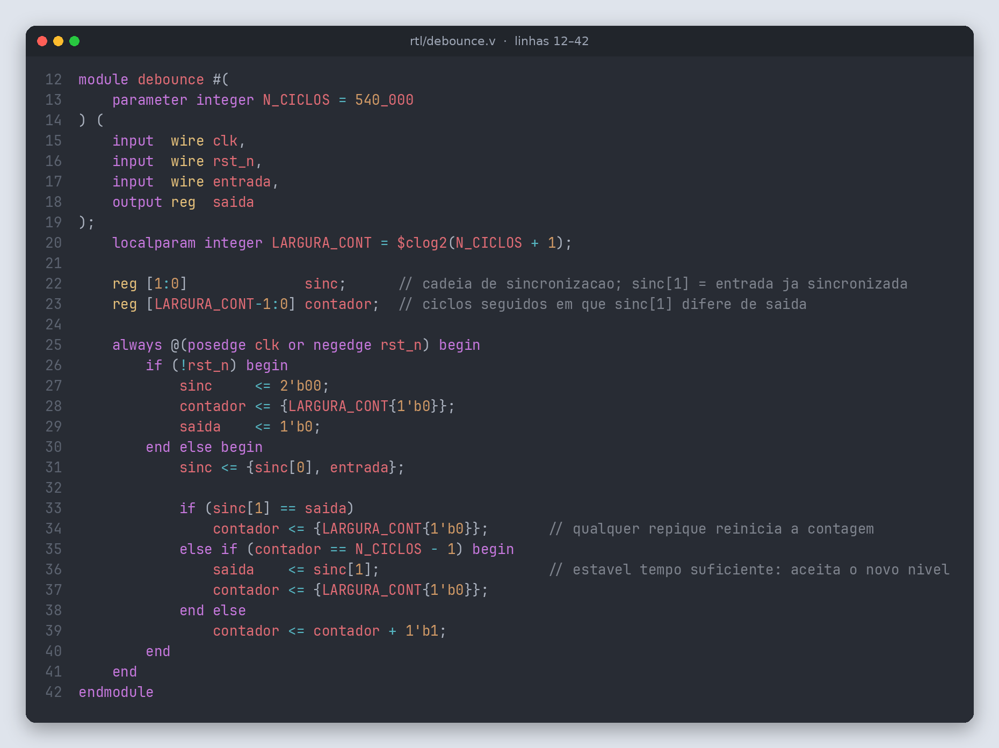 rtl/debounce.v · linhas 12–42
12 module debounce #(
13     parameter integer N_CICLOS = 540_000
14 ) (
15     input  wire clk,
16     input  wire rst_n,
17     input  wire entrada,
18     output reg  saida
19 );
20     localparam integer LARGURA_CONT = $clog2(N_CICLOS + 1);
21
22     reg [1:0]              sinc;      // cadeia de sincronizacao; sinc[1] = entrada ja sincronizada
23     reg [LARGURA_CONT-1:0] contador;  // ciclos seguidos em que sinc[1] difere de saida
24
25     always @(posedge clk or negedge rst_n) begin
26         if (!rst_n) begin
27             sinc     <= 2'b00;
28             contador <= {LARGURA_CONT{1'b0}};
29             saida    <= 1'b0;
30         end else begin
31             sinc <= {sinc[0], entrada};
32
33             if (sinc[1] == saida)
34                 contador <= {LARGURA_CONT{1'b0}};       // qualquer repique reinicia a contagem
35             else if (contador == N_CICLOS - 1) begin
36                 saida    <= sinc[1];                    // estavel tempo suficiente: aceita o novo nivel
37                 contador <= {LARGURA_CONT{1'b0}};
38             end else
39                 contador <= contador + 1'b1;
40         end
41     end
42 endmodule